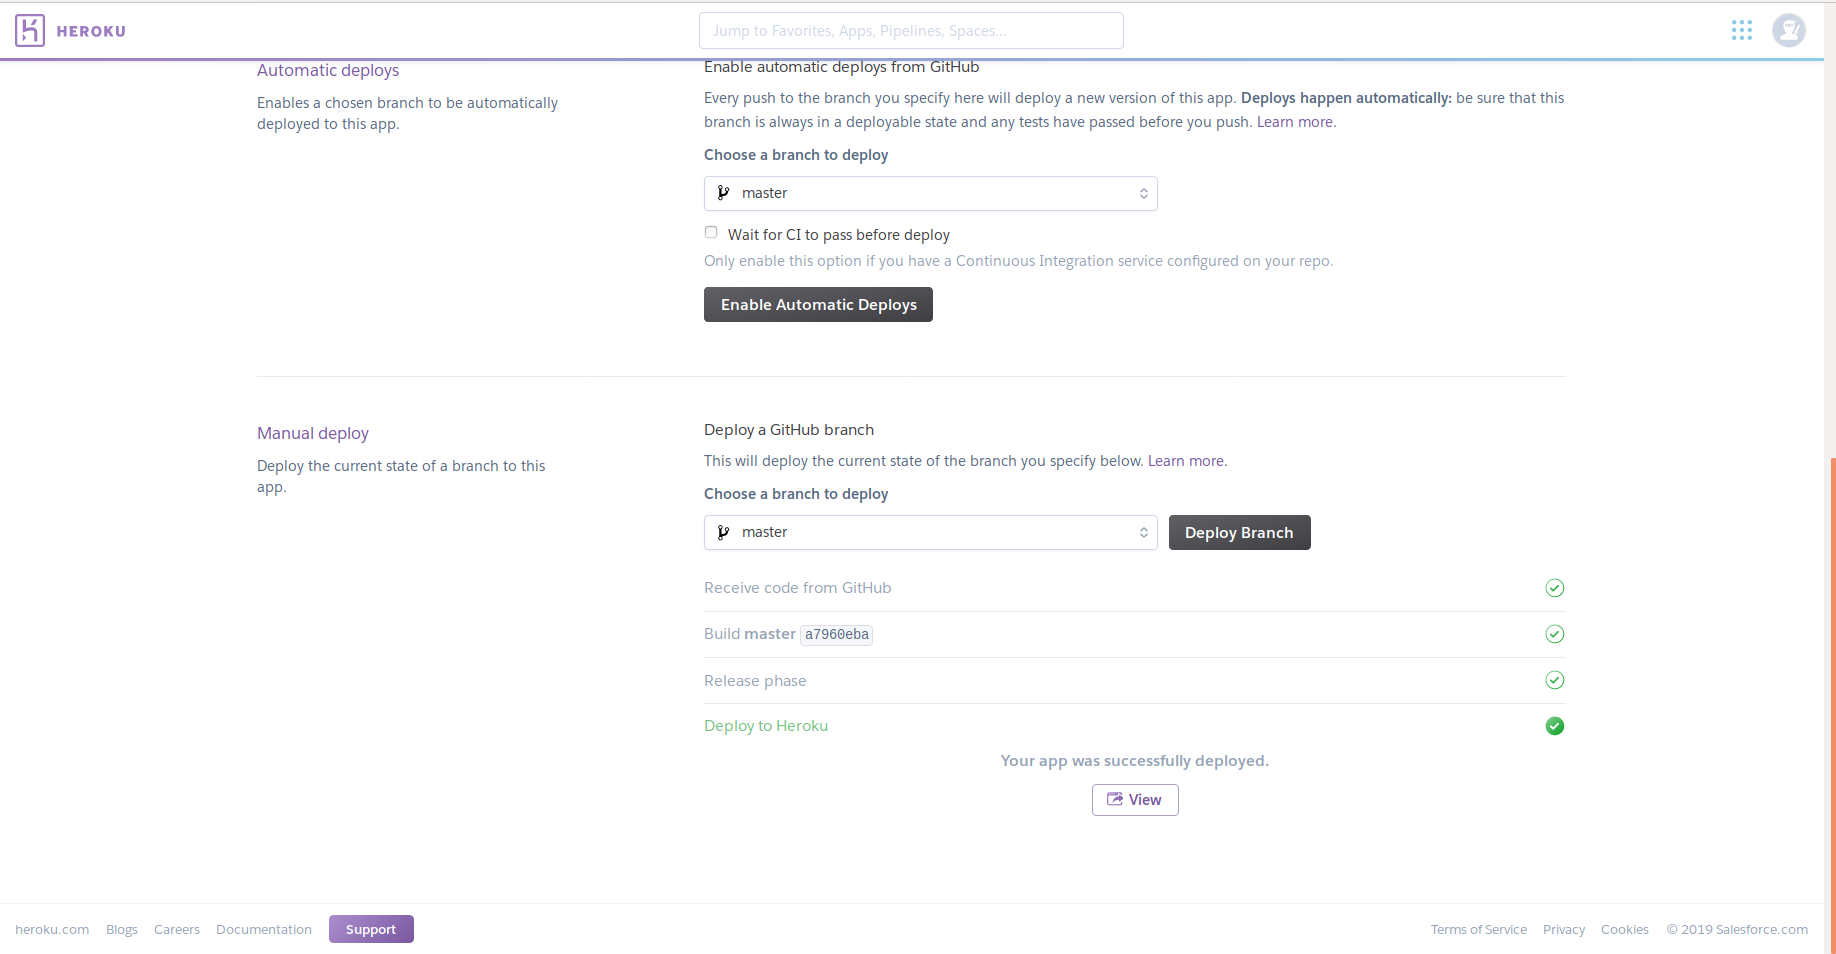 HEROKU
Jump to Favorites, Apps, Pipelines, Spaces...
Automatic deploys
Enables a chosen branch to be automatically
deployed to this app.
Enable automatic deploys from GitHub
Every push to the branch you specify here will deploy a new version of this app. Deploys happen automatically: be sure that this
branch is always in a deployable state and any tests have passed before you push. Learn more.
Choose a branch to deploy
master
Wait for CI to pass before deploy
Only enable this option if you have a Continuous Integration service configured on your repo.
Enable Automatic Deploys
Manual deploy
Deploy the current state of a branch to this
app.
Deploy a GitHub branch
This will deploy the current state of the branch you specify below. Learn more.
Choose a branch to deploy
master
Deploy Branch
Receive code from GitHub
Build master a7960eba
Release phase
Deploy to Heroku
Your app was successfully deployed.
View
heroku.com Blogs Careers Documentation Support
Terms of Service Privacy Cookies © 2019 Salesforce.com